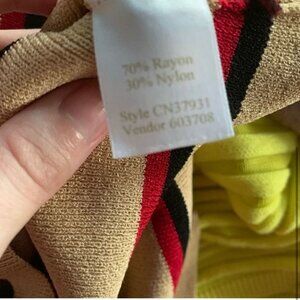 70% Rayon
30% Nylon
Style CN37931
Vendor 603708